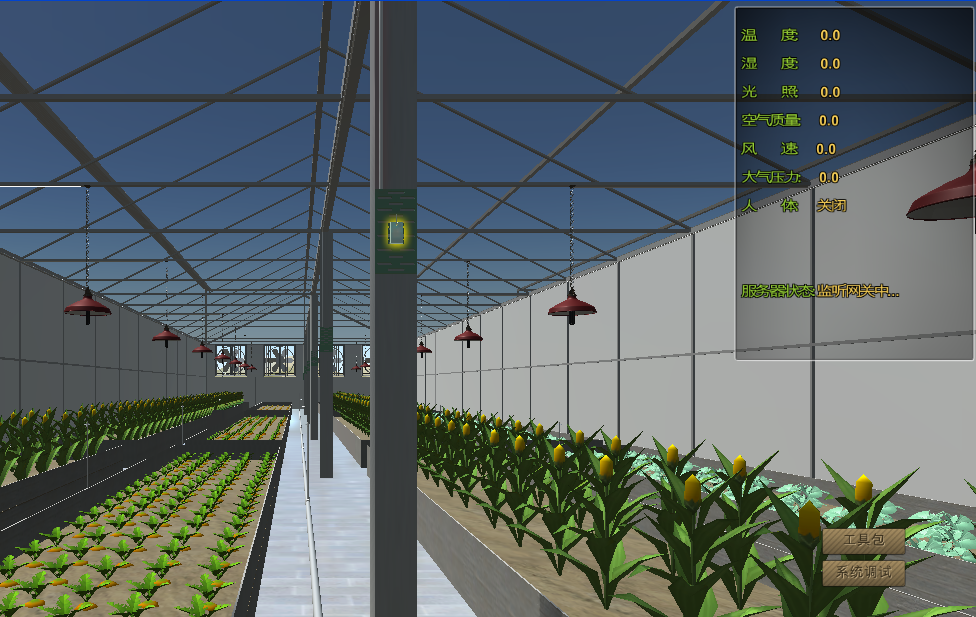 温 度 0.0
湿 度 0.0
光 照 0.0
空气质量: 0.0
风 速 0.0
大气压力: 0.0
人 体 关闭
服务器状态:监听网关中...
工具包
系统调试